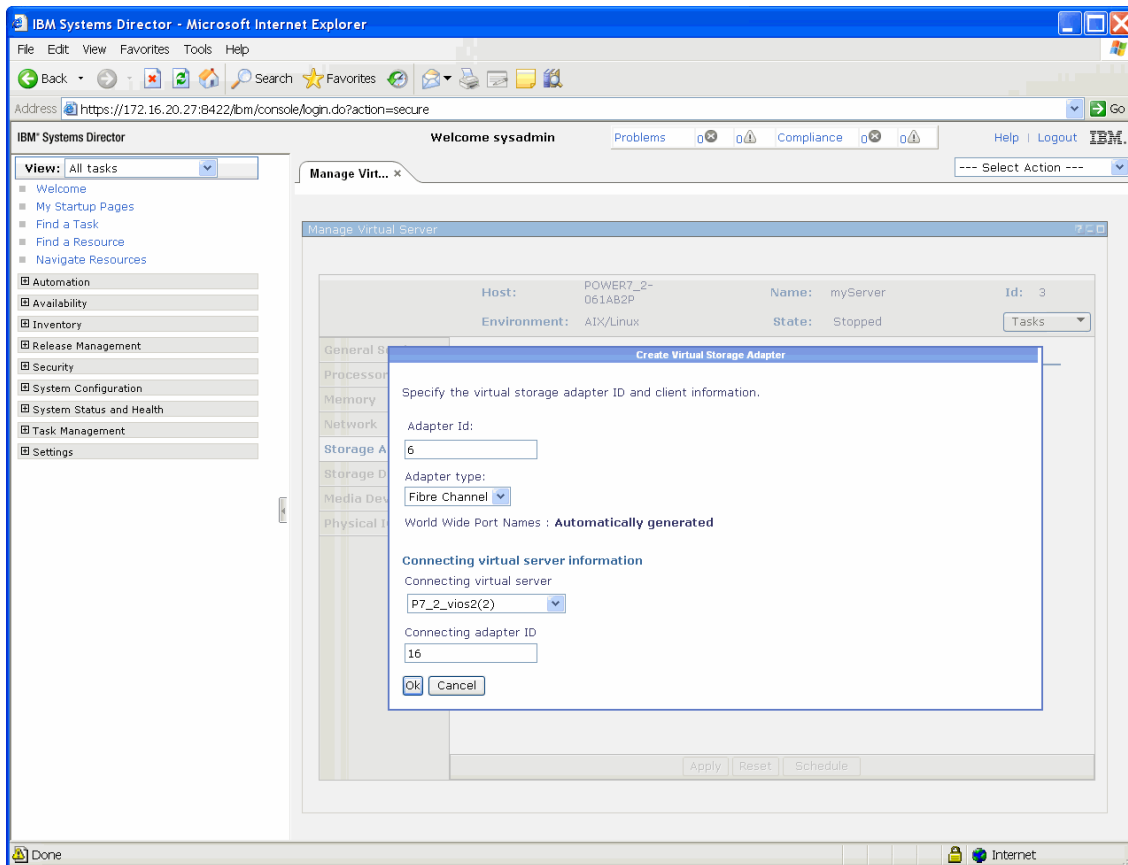 IBM Systems Director - Microsoft Internet Explorer
File Edit View Favorites Tools Help
Back Search Favorites
Address https://172.16.20.27:8422/ibm/console/login.do?action=secure Go
IBM® Systems Director Welcome sysadmin Problems 0 0 Compliance 0 0 Help | Logout IBM.
View: All tasks
Manage Virt... × --- Select Action ---
Welcome
My Startup Pages
Find a Task
Find a Resource
Navigate Resources
Automation
Availability
Inventory
Release Management
Security
System Configuration
System Status and Health
Task Management
Settings
Manage Virtual Server
Host: POWER7_2-
061AB2P
Name: myServer Id: 3
Environment: AIX/Linux State: Stopped Tasks
General S
Processor
Memory
Network
Storage A
Storage D
Media Dev
Physical I
Create Virtual Storage Adapter
Specify the virtual storage adapter ID and client information.
Adapter Id:
6
Adapter type:
Fibre Channel
World Wide Port Names : Automatically generated
Connecting virtual server information
Connecting virtual server
P7_2_vios2(2)
Connecting adapter ID
16
Ok Cancel
Apply Reset Schedule
Done Internet